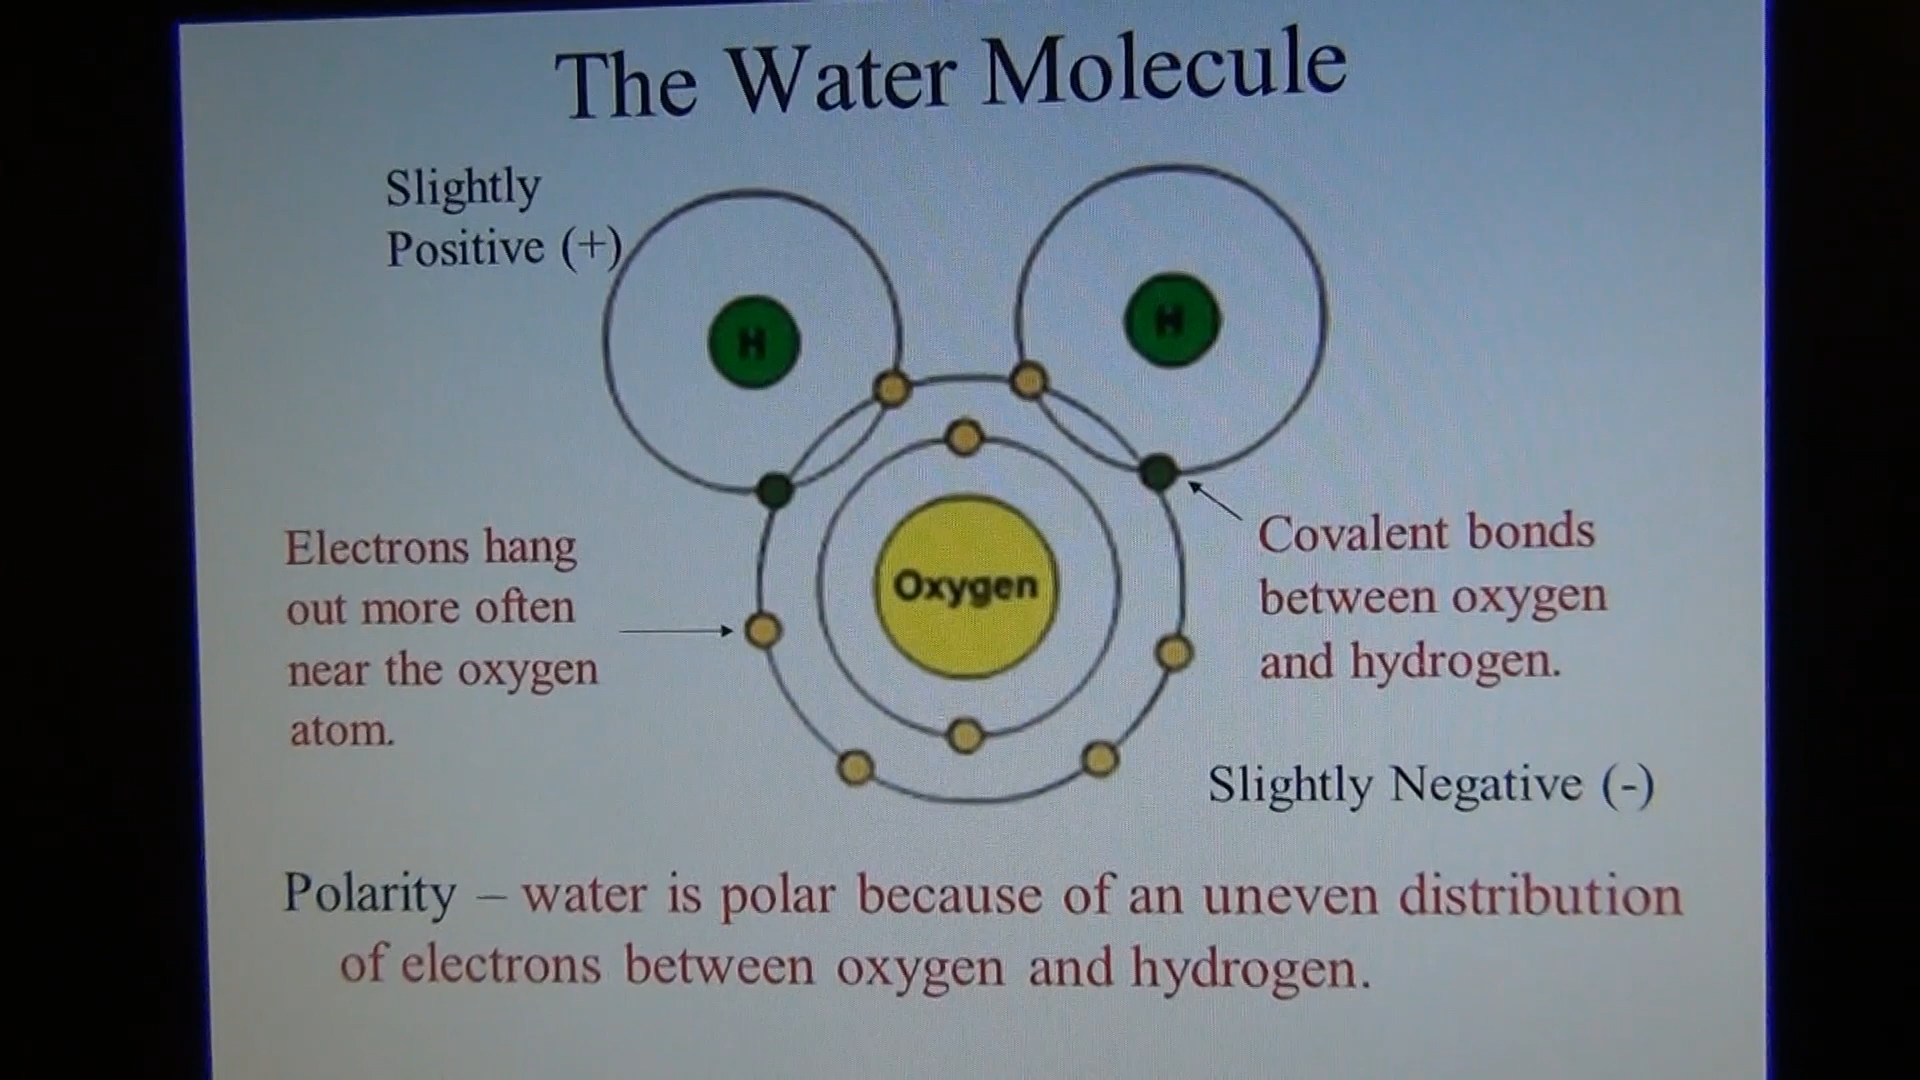 The Water Molecule
Slightly
Positive (+)
H
H
Electrons hang
out more often
near the oxygen
atom.
Oxygen
Covalent bonds
between oxygen
and hydrogen.
Slightly Negative (-)
Polarity – water is polar because of an uneven distribution
of electrons between oxygen and hydrogen.